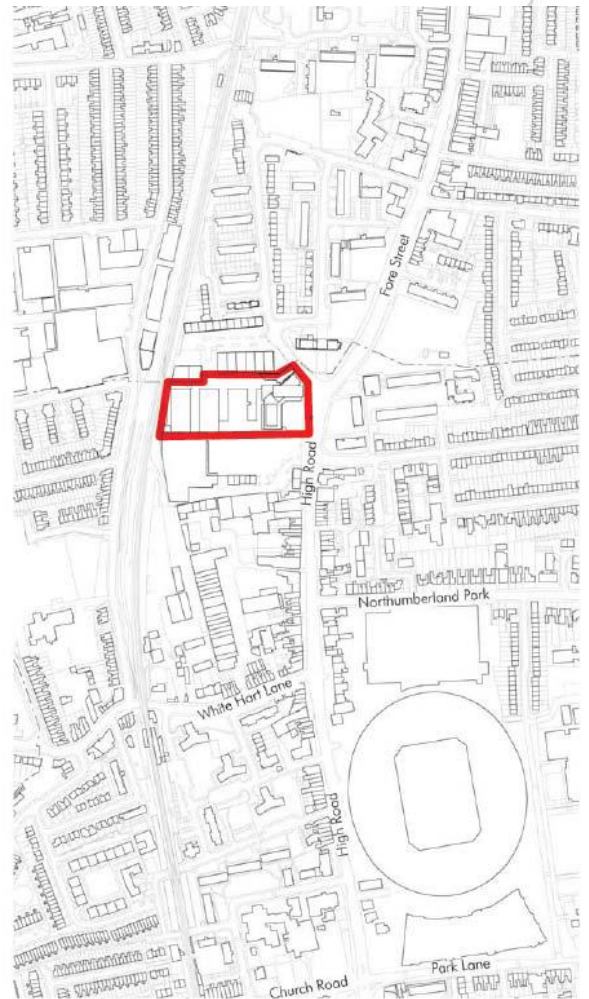 Fore Street
High Road
Northumberland Park
White Hart Lane
High Road
Park Lane
Church Road